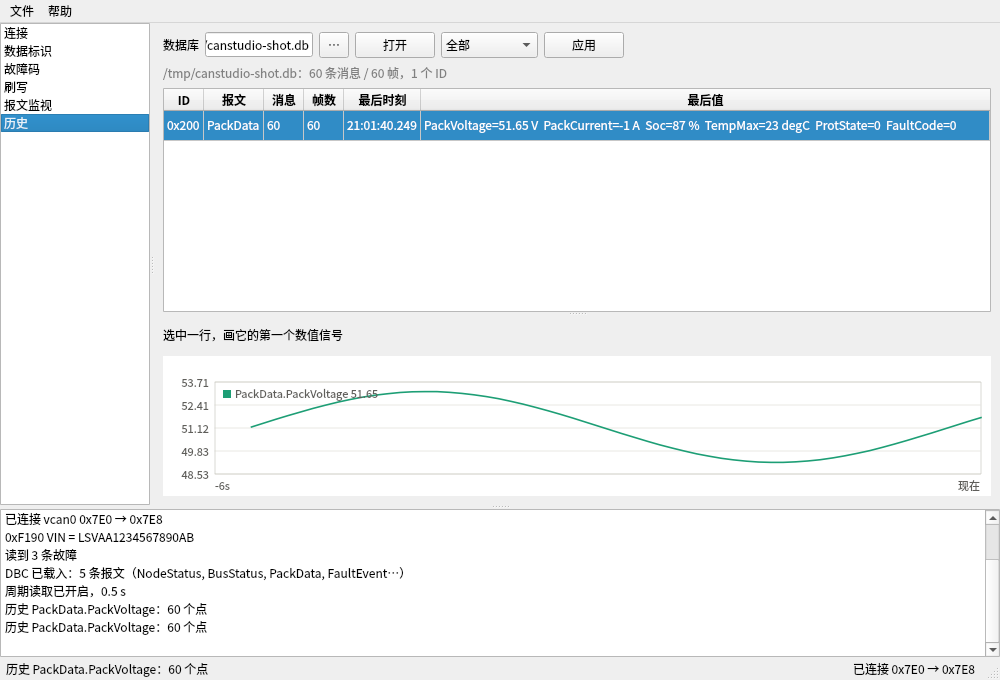 文件 帮助
连接
数据标识
故障码
刷写
报文监视
历史
数据库 /canstudio-shot.db ... 打开 全部 应用
/tmp/canstudio-shot.db：60 条消息 / 60 帧，1 个 ID
ID 报文 消息 帧数 最后时刻 最后值
0x200 PackData 60 60 21:01:40.249 PackVoltage=51.65 V PackCurrent=-1 A Soc=87 % TempMax=23 degC ProtState=0 FaultCode=0
选中一行，画它的第一个数值信号
53.71
PackData.PackVoltage 51.65
52.41
51.12
49.83
48.53
-6s 现在
已连接 vcan0 0x7E0 → 0x7E8
0xF190 VIN = LSVAA1234567890AB
读到 3 条故障
DBC 已载入：5 条报文（NodeStatus, BusStatus, PackData, FaultEvent…）
周期读取已开启，0.5 s
历史 PackData.PackVoltage：60 个点
历史 PackData.PackVoltage：60 个点
历史 PackData.PackVoltage：60 个点 已连接 0x7E0 → 0x7E8